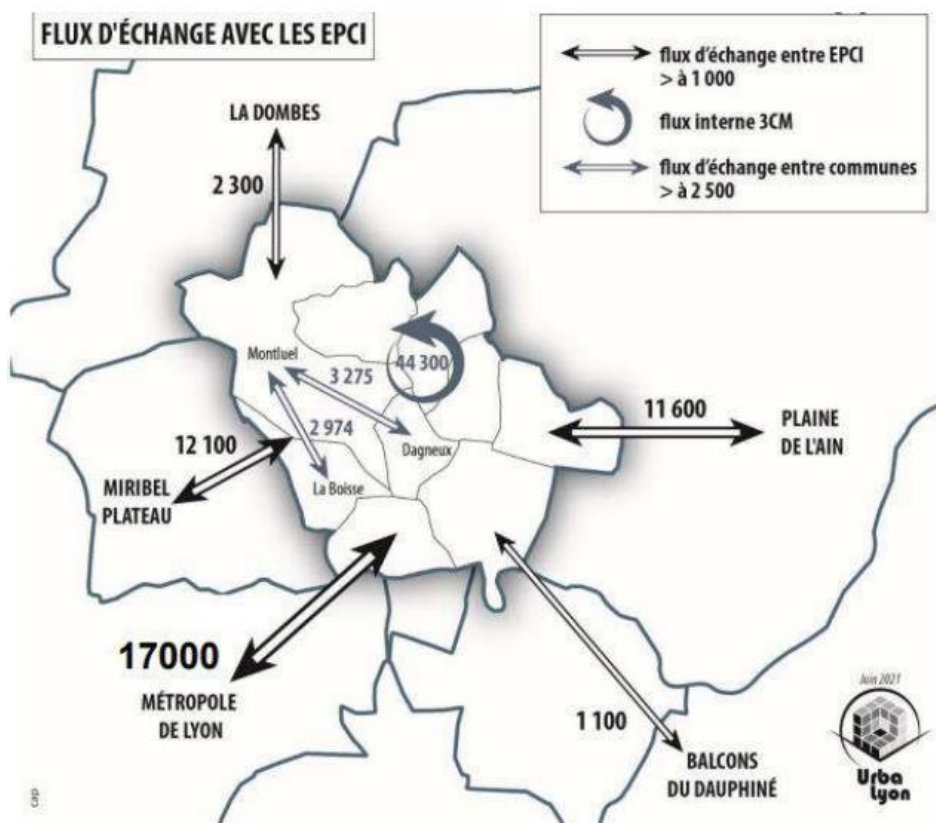 FLUX D'ÉCHANGE AVEC LES EPCI
flux d'échange entre EPCI
> à 1 000
flux interne 3CM
flux d'échange entre communes
> à 2 500
LA DOMBES
2 300
Montluel
44 300
3 275
2 974
Dagneux
La Boisse
11 600
PLAINE
DE L'AIN
12 100
MIRIBEL
PLATEAU
17000
MÉTROPOLE
DE LYON
1 100
BALCONS
DU DAUPHINÉ
Juin 2021
Urba
Lyon
cap